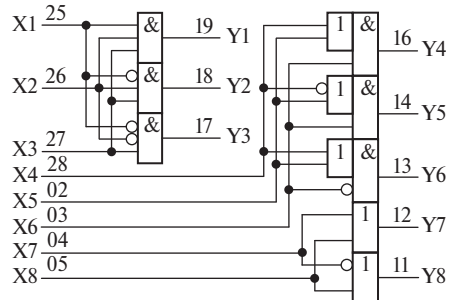 X1 25 & 19 Y1 1 & 16 Y4
X2 26 & 18 Y2 1 & 14 Y5
X3 27 & 17 Y3 1 & 13 Y6
X4 28
X5 02
X6 03 1 12 Y7
X7 04
X8 05 1 11 Y8